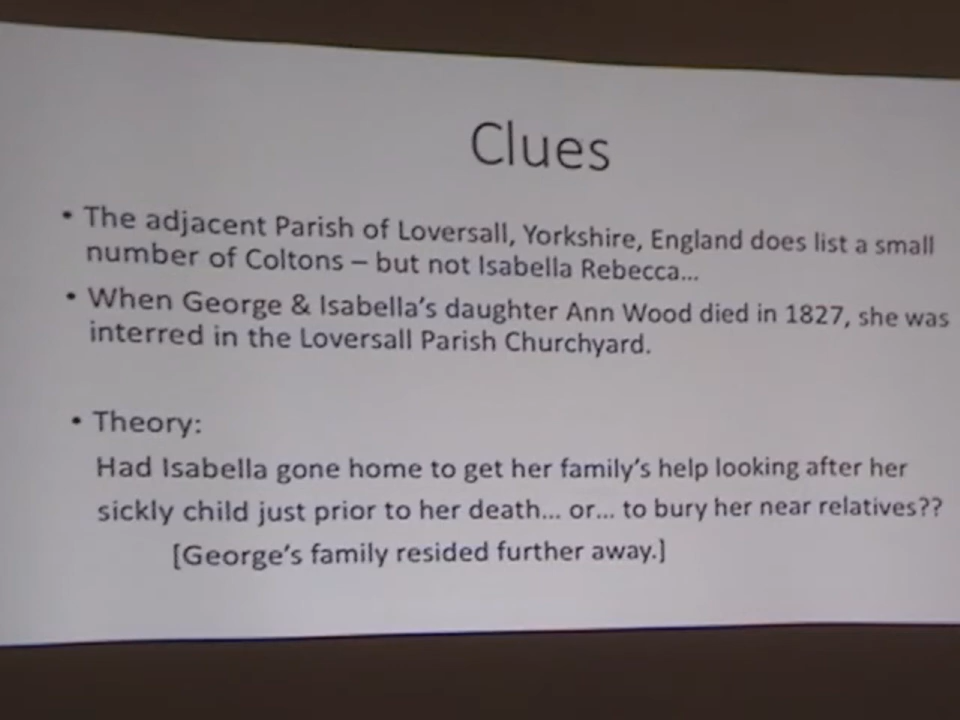 Clues
• The adjacent Parish of Loversall, Yorkshire, England does list a small
number of Coltons – but not Isabella Rebecca...
• When George & Isabella's daughter Ann Wood died in 1827, she was
interred in the Loversall Parish Churchyard.
• Theory:
Had Isabella gone home to get her family's help looking after her
sickly child just prior to her death... or... to bury her near relatives??
[George's family resided further away.]